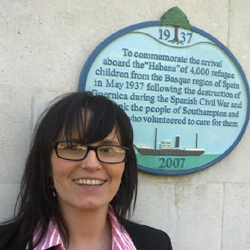 1937
To commemorate the arrival
aboard the "Habana" of 4,000 refugee
children from the Basque region of Spain
in May 1937 following the destruction of
Guernica during the Spanish Civil War and
the people of Southampton and
who volunteered to care for them
2007